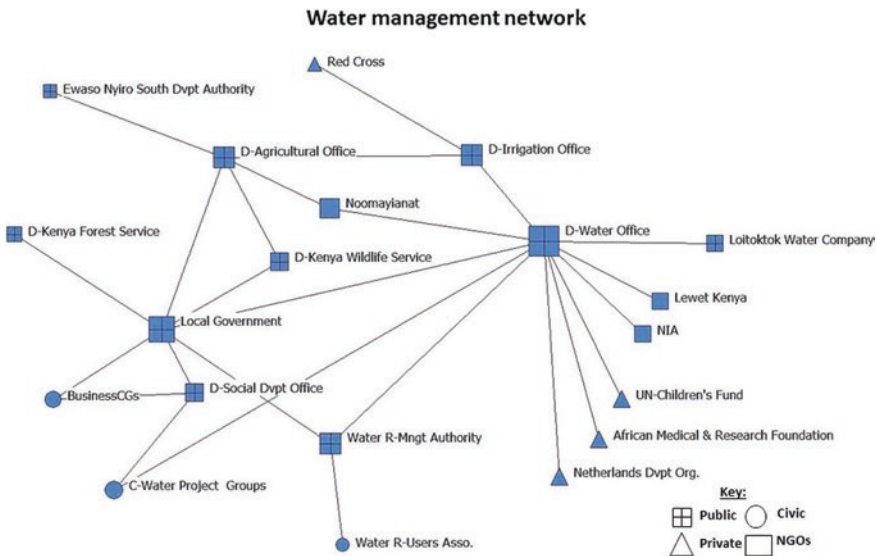 Water management network
Red Cross
Ewaso Nyiro South Dvpt Authority
D-Agricultural Office
D-Irrigation Office
Noomayianat
D-Water Office
D-Kenya Forest Service
Loitoktok Water Company
D-Kenya Wildlife Service
Lewet Kenya
Local Government
NIA
BusinessCGs
D-Social Dvpt Office
UN-Children's Fund
Water R-Mngt Authority
African Medical & Research Foundation
Netherlands Dvpt Org.
C-Water Project Groups
Water R-Users Asso.
Key:
Public
Civic
Private
NGOs